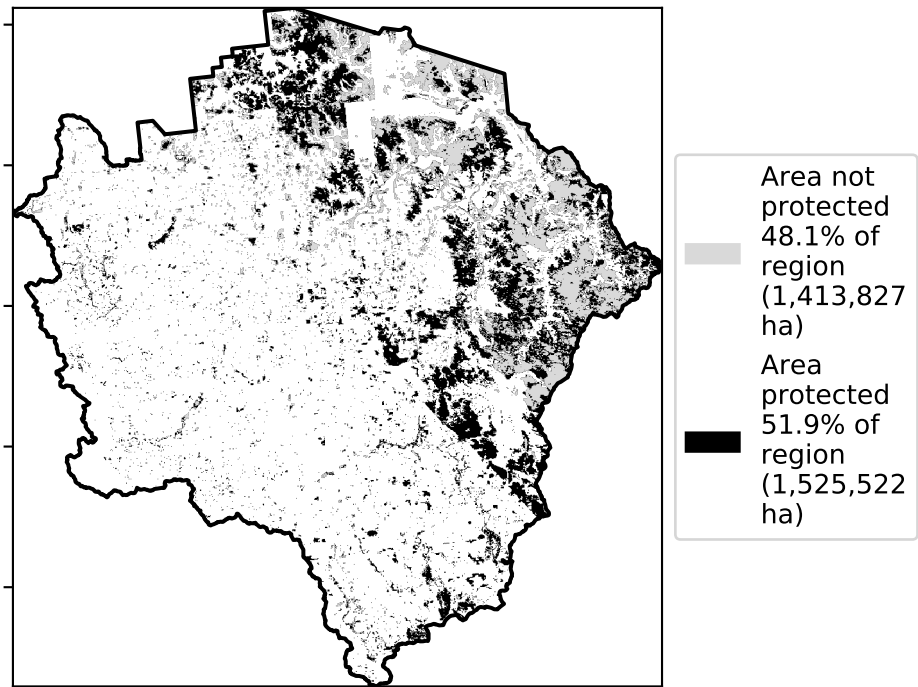 Area not
protected
48.1% of
region
(1,413,827
ha)
Area
protected
51.9% of
region
(1,525,522
ha)